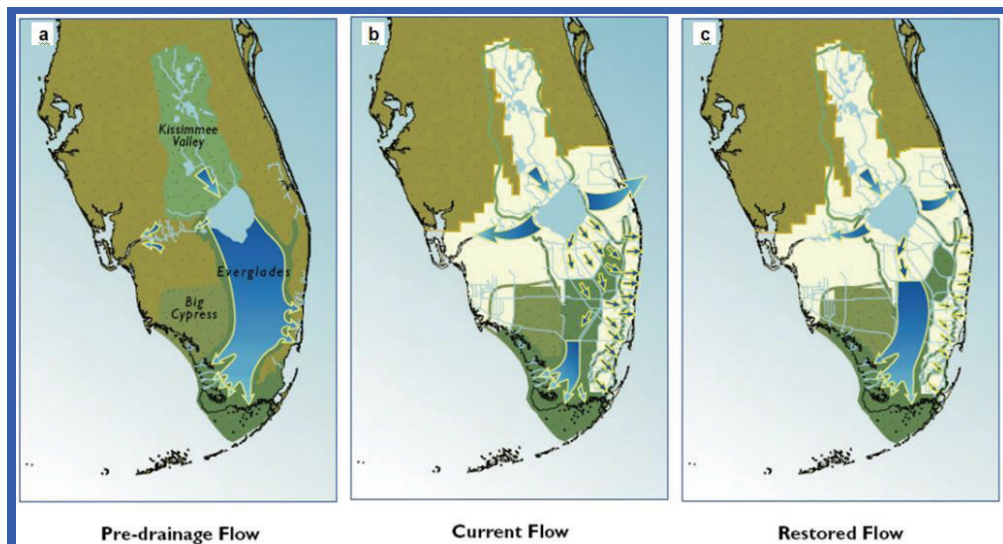 a
b
c
Kissimmee
Valley
Everglades
Big
Cypress
Pre-drainage Flow
Current Flow
Restored Flow